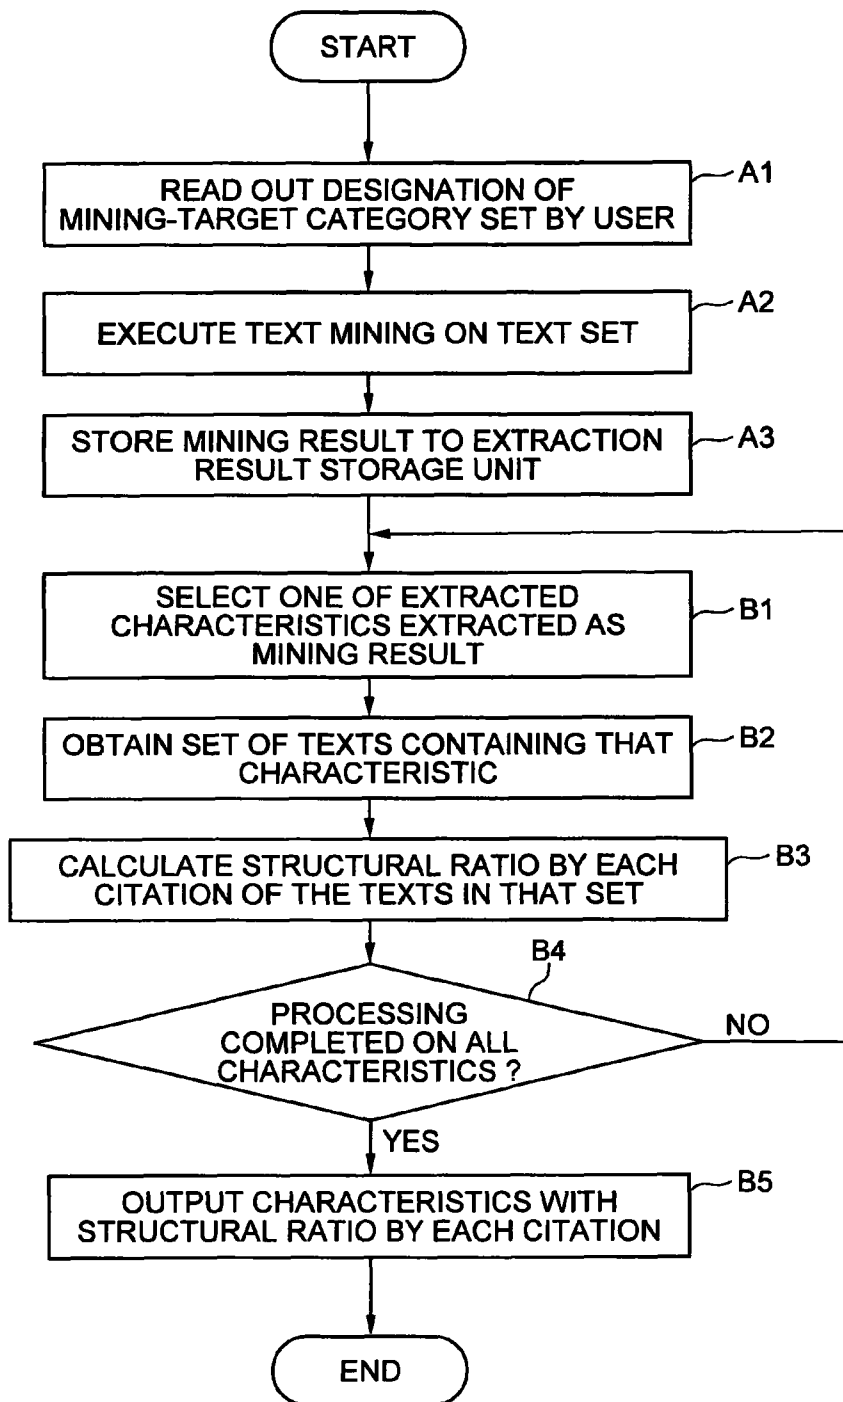 START
READ OUT DESIGNATION OF
MINING-TARGET CATEGORY SET BY USER
A1
EXECUTE TEXT MINING ON TEXT SET
A2
STORE MINING RESULT TO EXTRACTION
RESULT STORAGE UNIT
A3
SELECT ONE OF EXTRACTED
CHARACTERISTICS EXTRACTED AS
MINING RESULT
B1
OBTAIN SET OF TEXTS CONTAINING THAT
CHARACTERISTIC
B2
CALCULATE STRUCTURAL RATIO BY EACH
CITATION OF THE TEXTS IN THAT SET
B3
B4
PROCESSING
COMPLETED ON ALL
CHARACTERISTICS ?
NO
YES
OUTPUT CHARACTERISTICS WITH
STRUCTURAL RATIO BY EACH CITATION
B5
END